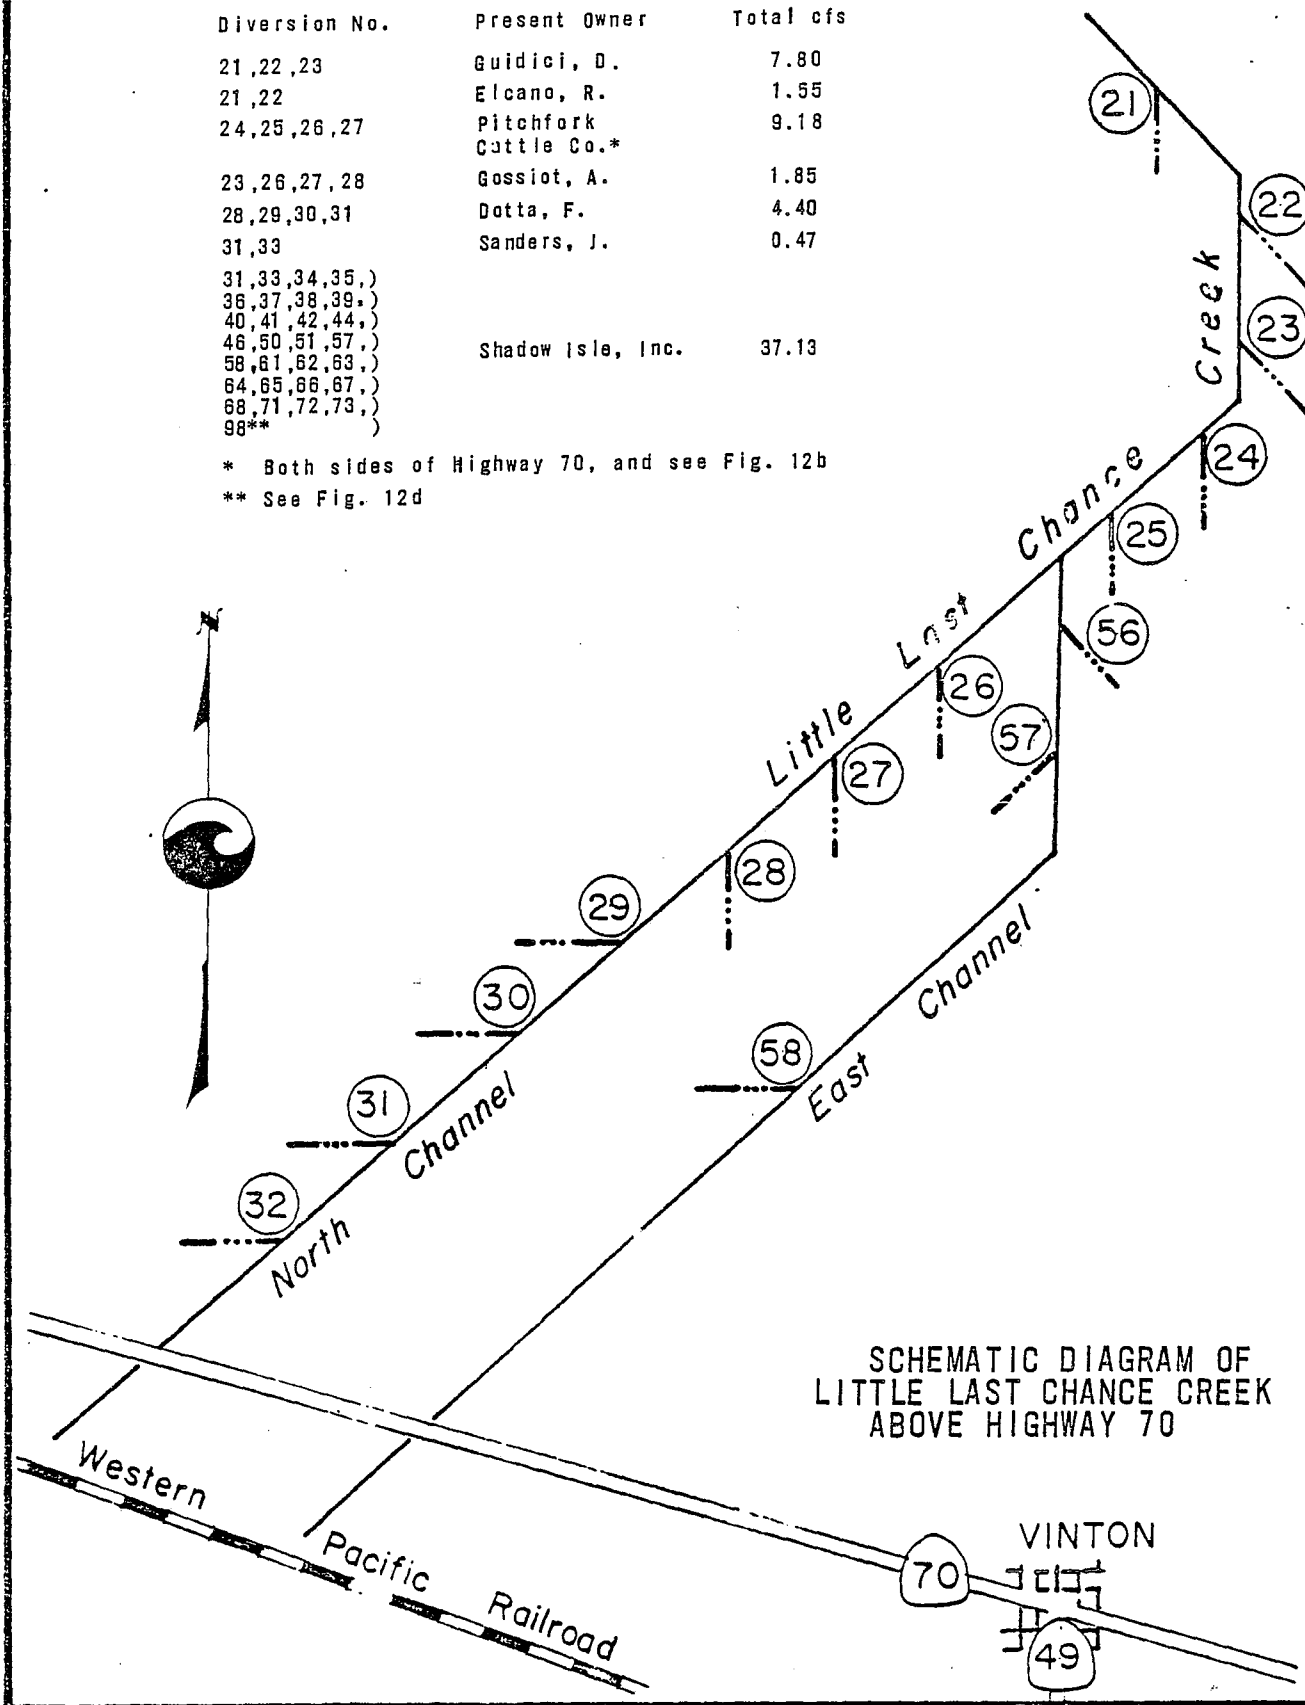 Diversion No. Present Owner Total cfs
21,22,23 Guidici, D. 7.80
21,22 Elcano, R. 1.55
24,25,26,27 Pitchfork 9.18
Cattle Co.*
23,26,27,28 Gossiot, A. 1.85
28,29,30,31 Dotta, F. 4.40
31,33 Sanders, J. 0.47
31,33,34,35,)
36,37,38,39,)
40,41,42,44,)
46,50,51,57,)
58,61,62,63,) Shadow Isle, Inc. 37.13
64,65,66,67,)
68,71,72,73,)
98** )
* Both sides of Highway 70, and see Fig. 12b
** See Fig. 12d
21
22
23
24
25
56
26
57
27
28
29
30
58
31
32
Little Last Chance Creek
North Channel
East Channel
N
SCHEMATIC DIAGRAM OF
LITTLE LAST CHANCE CREEK
ABOVE HIGHWAY 70
Western Pacific Railroad
VINTON
70
49